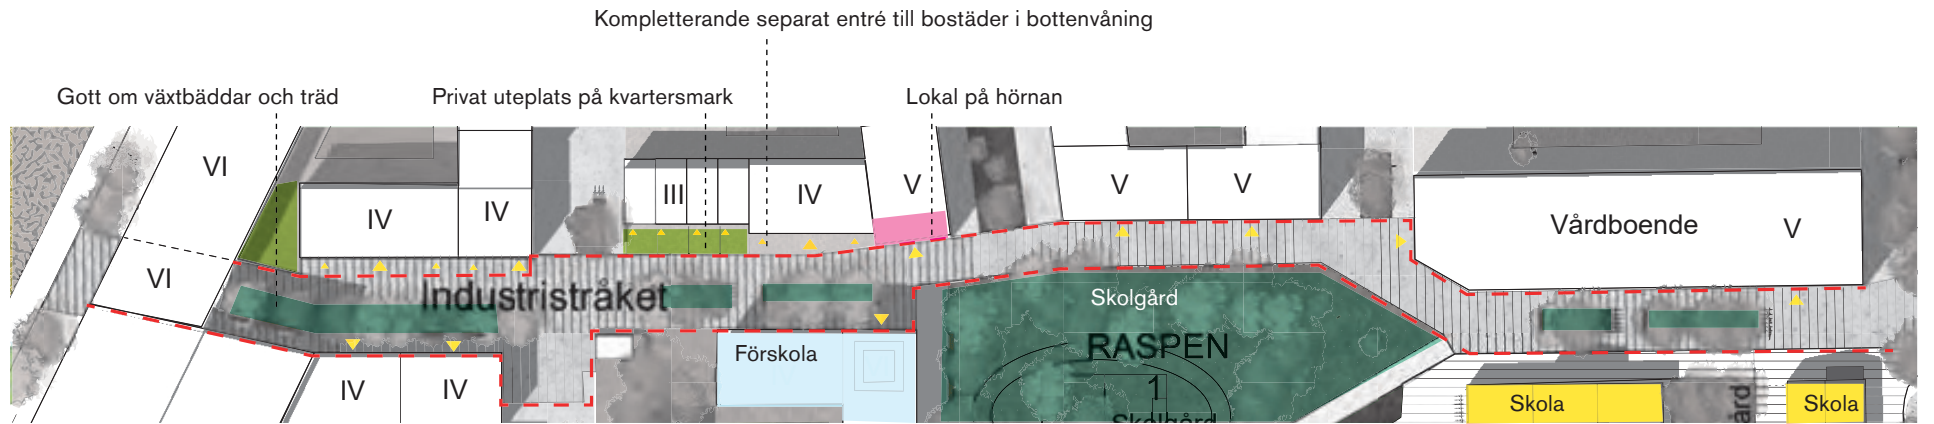 Kompletterande separat entré till bostäder i bottenvåning
Gott om växtbäddar och träd
Privat uteplats på kvartersmark
Lokal på hörnan
VI
IV
IV
III
IV
V
V
V
Vårdboende
V
VI
Industristråket
Skolgård
RASPEN
1
Skolgård
Förskola
IV
IV
Skola
Skola